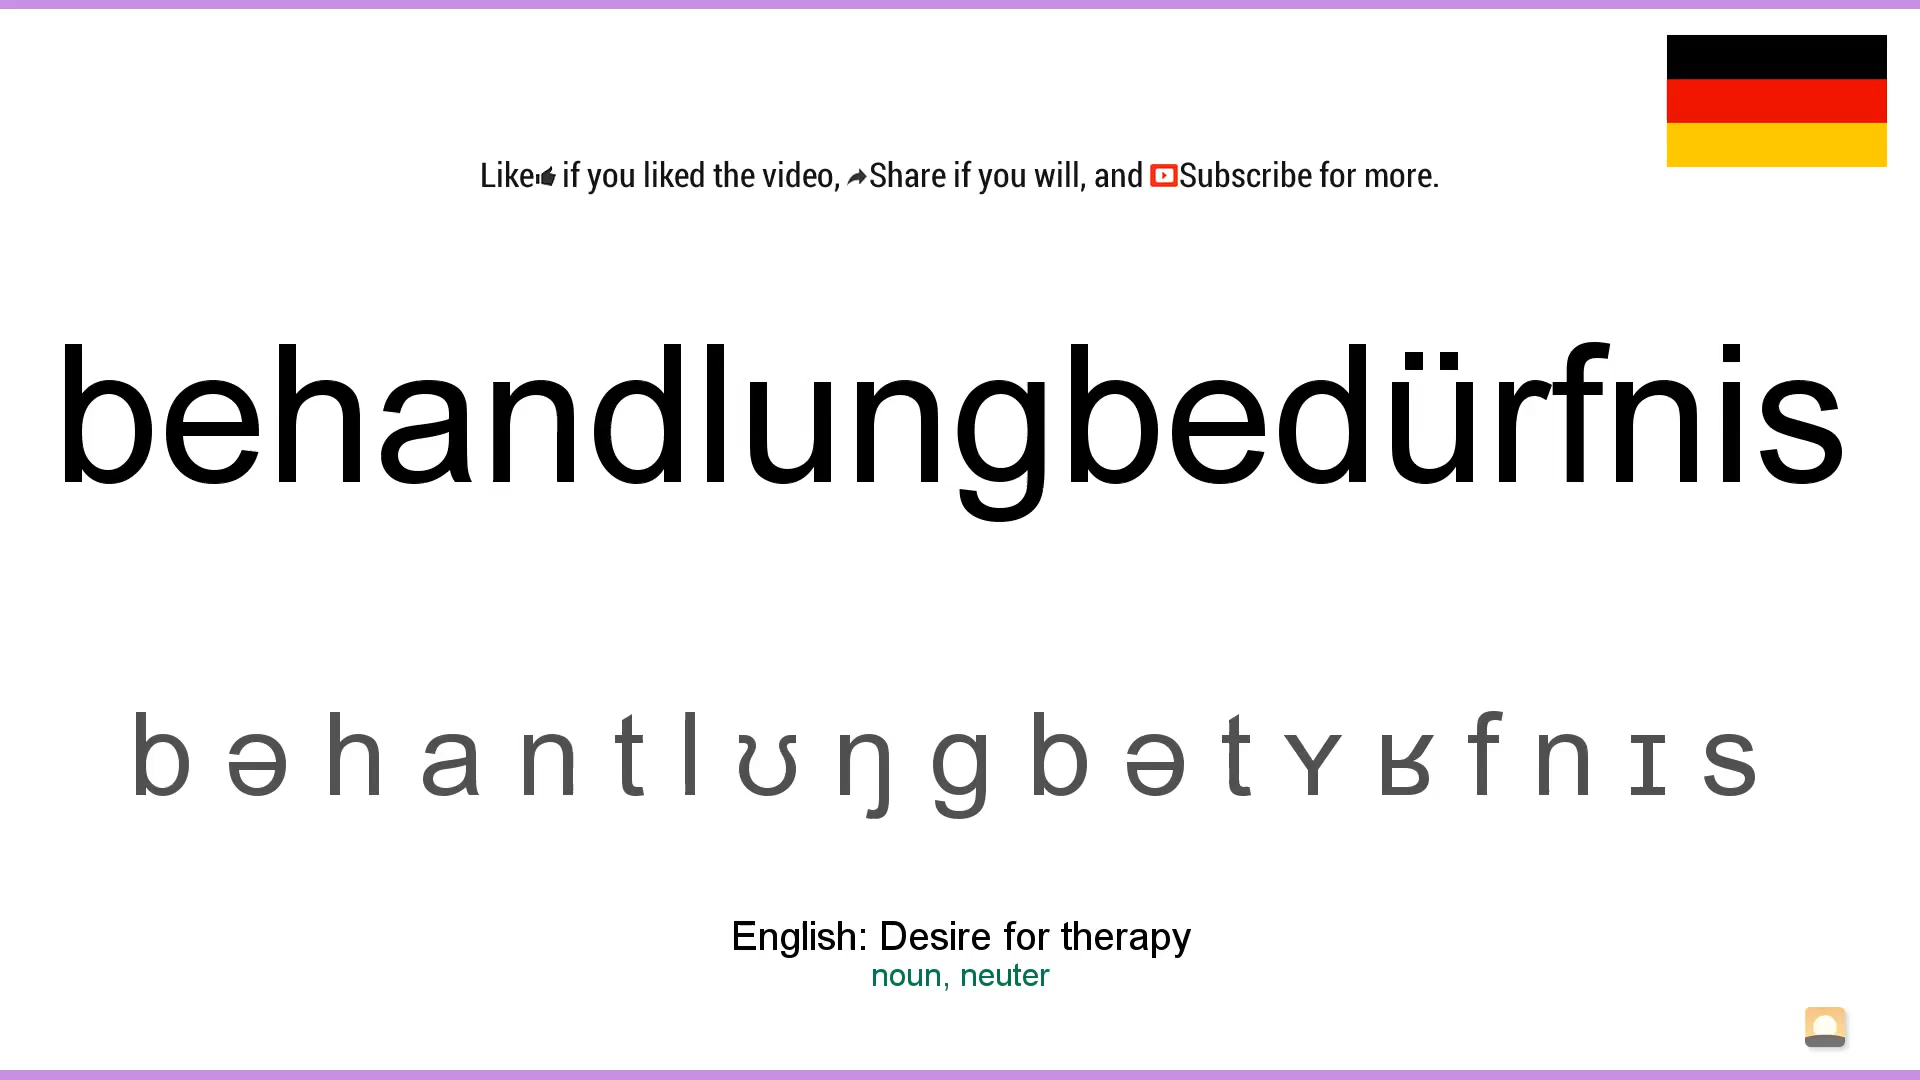 Like if you liked the video, Share if you will, and Subscribe for more.
behandlungbedürfnis
b ə h a n t l ʊ ŋ g b ə t ʏ ʁ f n ɪ s
English: Desire for therapy
noun, neuter